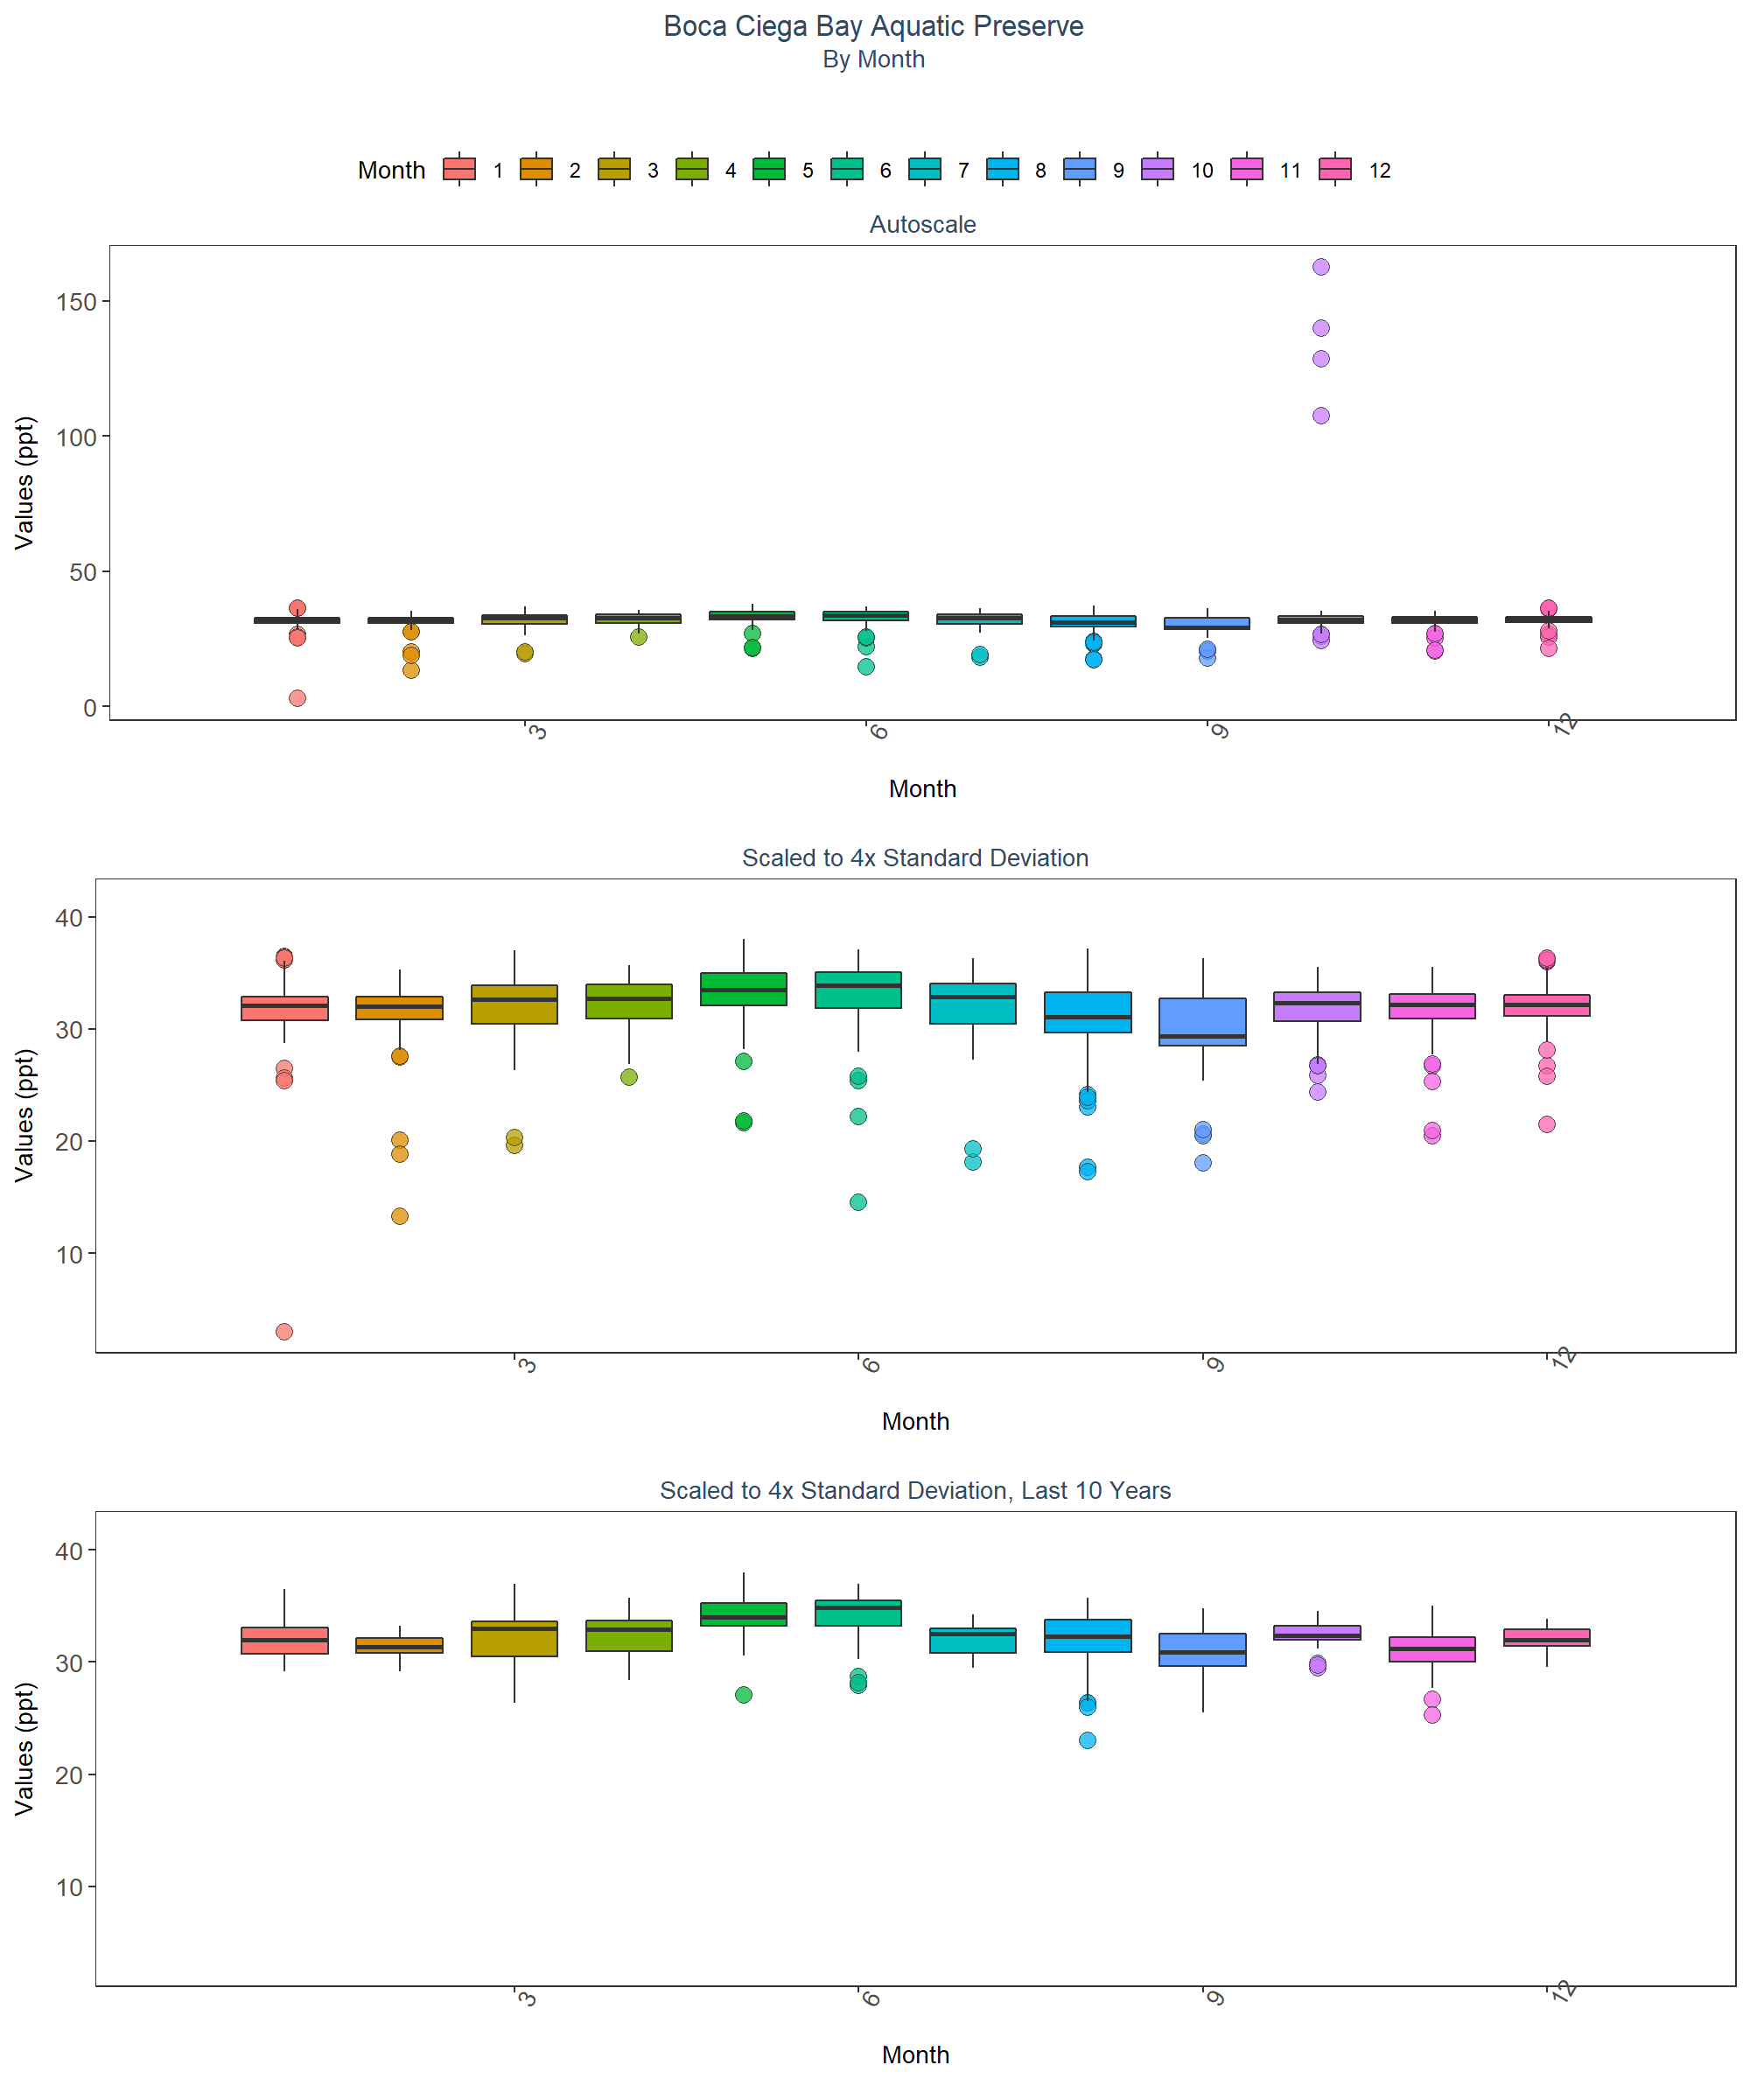 Boca Ciega Bay Aquatic Preserve
By Month
Month 1 2 3 4 5 6 7 8 9 10 11 12
Autoscale
Values (ppt)
150
100
50
0
3 6 9 12
Month
Scaled to 4x Standard Deviation
Values (ppt)
40
30
20
10
3 6 9 12
Month
Scaled to 4x Standard Deviation, Last 10 Years
Values (ppt)
40
30
20
10
3 6 9 12
Month